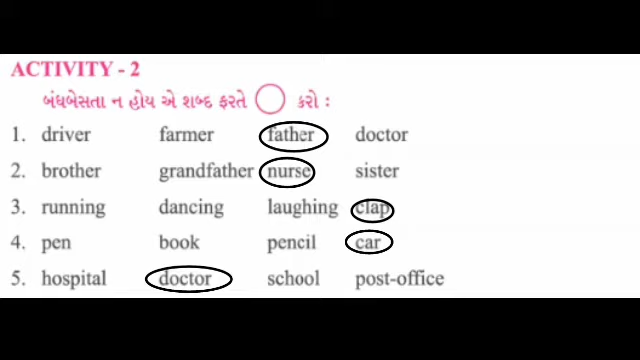 ACTIVITY - 2
બંધબેસતા ન હોય એ શબ્દ ફરતે ◯ કરો :
1. driver farmer father doctor
2. brother grandfather nurse sister
3. running dancing laughing clap
4. pen book pencil car
5. hospital doctor school post-office